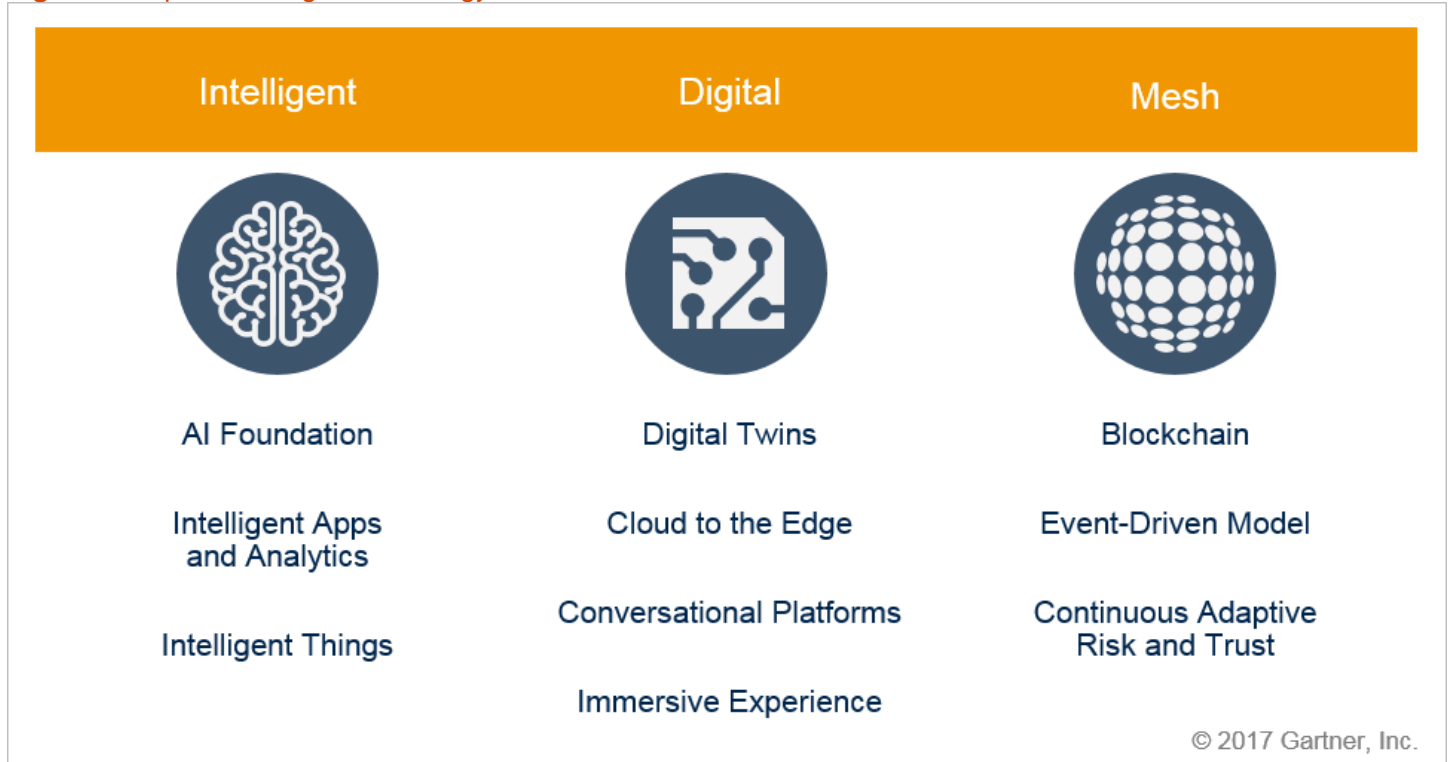 Intelligent
Digital
Mesh
AI Foundation
Intelligent Apps
and Analytics
Intelligent Things
Digital Twins
Cloud to the Edge
Conversational Platforms
Immersive Experience
Blockchain
Event-Driven Model
Continuous Adaptive
Risk and Trust
© 2017 Gartner, Inc.